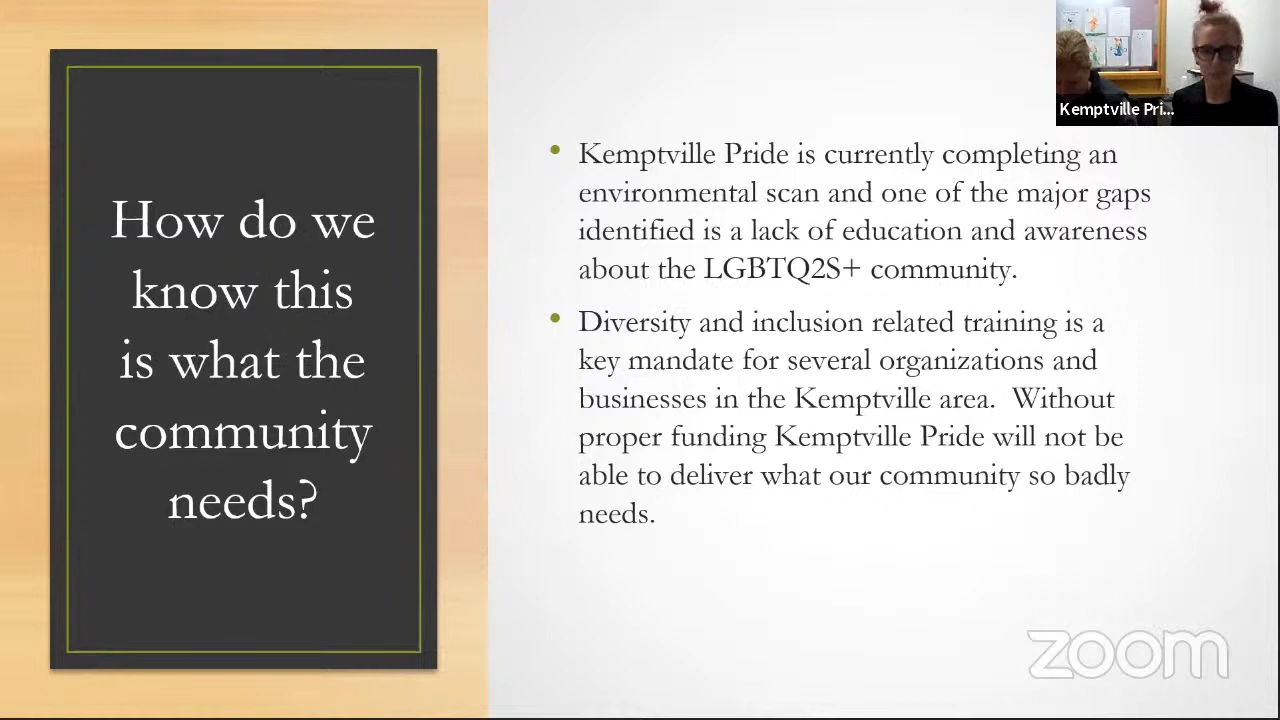 How do we
know this
is what the
community
needs?
• Kemptville Pride is currently completing an
environmental scan and one of the major gaps
identified is a lack of education and awareness
about the LGBTQ2S+ community.
• Diversity and inclusion related training is a
key mandate for several organizations and
businesses in the Kemptville area.  Without
proper funding Kemptville Pride will not be
able to deliver what our community so badly
needs.
Kemptville Pri...
zoom